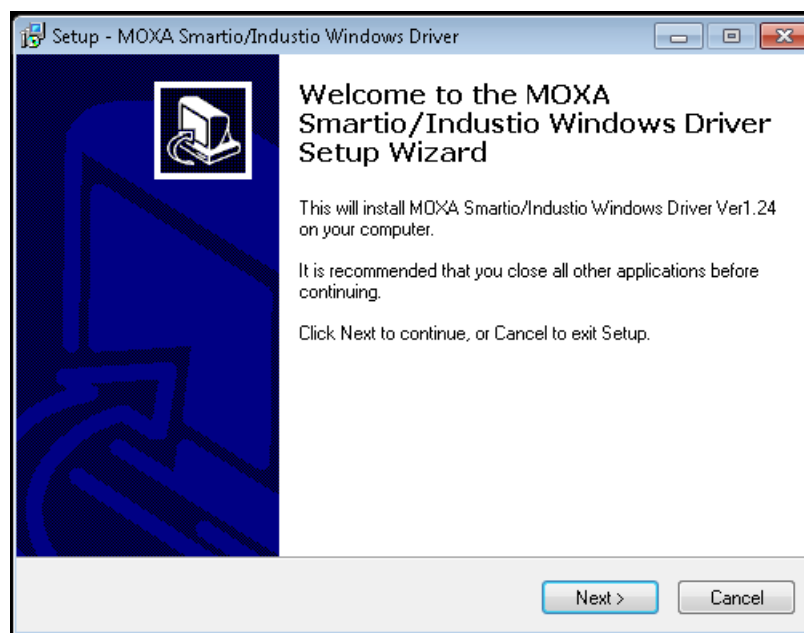 Setup - MOXA Smartio/Industio Windows Driver
Welcome to the MOXA
Smartio/Industio Windows Driver
Setup Wizard
This will install MOXA Smartio/Industio Windows Driver Ver1.24
on your computer.
It is recommended that you close all other applications before
continuing.
Click Next to continue, or Cancel to exit Setup.
Next >
Cancel